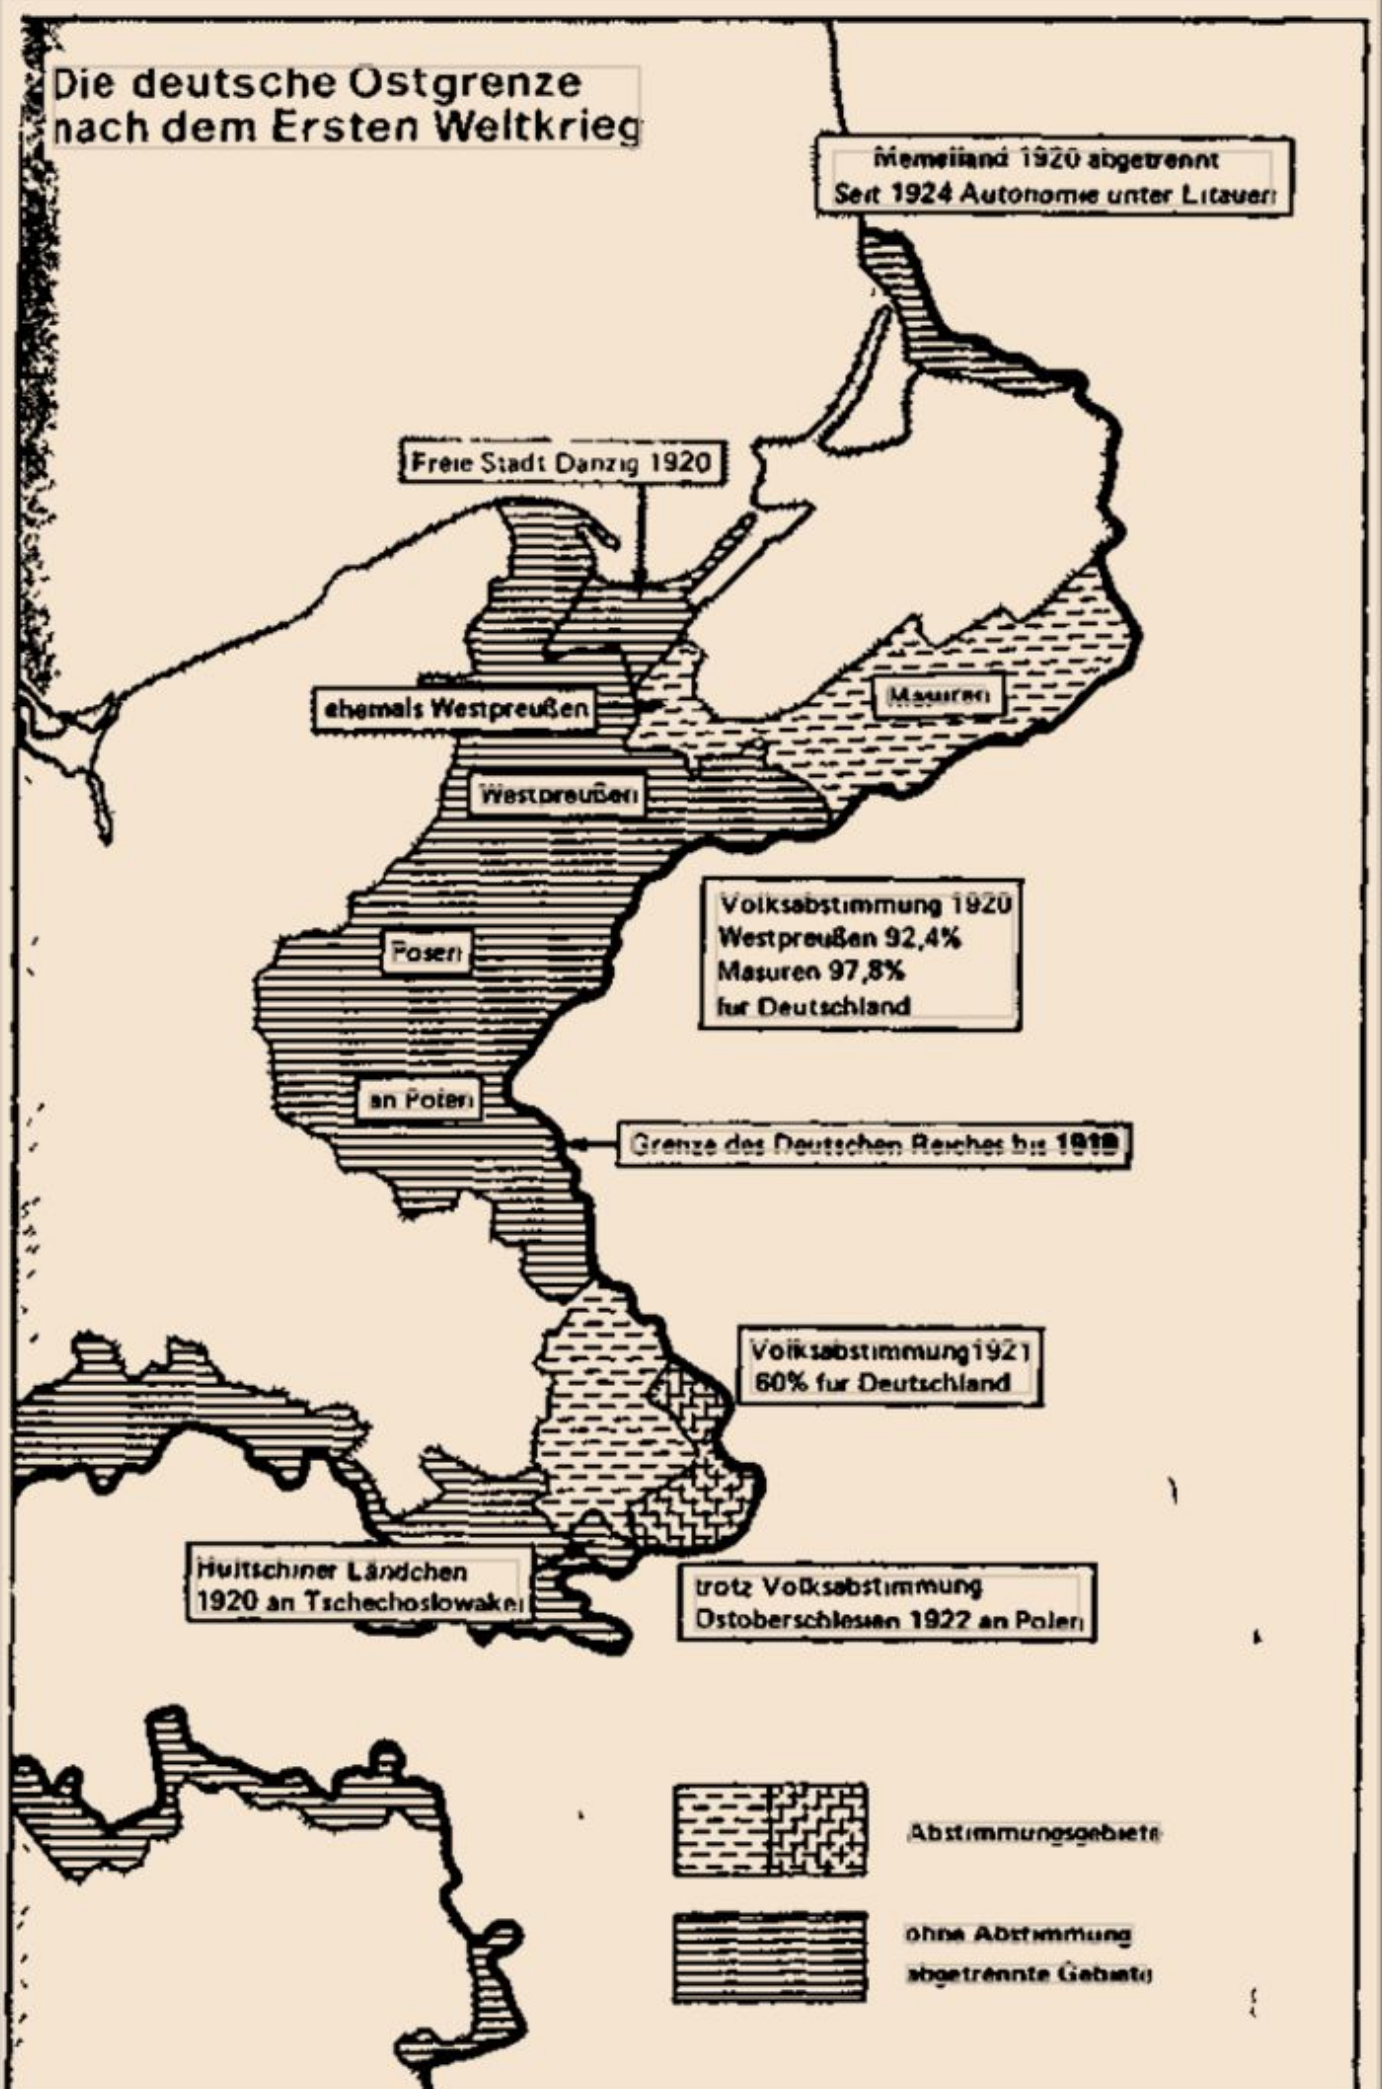 Die deutsche Ostgrenze
nach dem Ersten Weltkrieg
Memelland 1920 abgetrennt
Seit 1924 Autonomie unter Litauen
Freie Stadt Danzig 1920
ehemals Westpreußen
Masuren
Westpreußen
Volksabstimmung 1920
Westpreußen 92,4%
Masuren 97,8%
fur Deutschland
Posen
an Polen
Grenze des Deutschen Reiches bis 1919
Volksabstimmung 1921
60% fur Deutschland
Hultschiner Ländchen
1920 an Tschechoslowakei
trotz Volksabstimmung
Ostoberschlesien 1922 an Polen
Abstimmungsgebiete
ohne Abstimmung
abgetrennte Gebiete